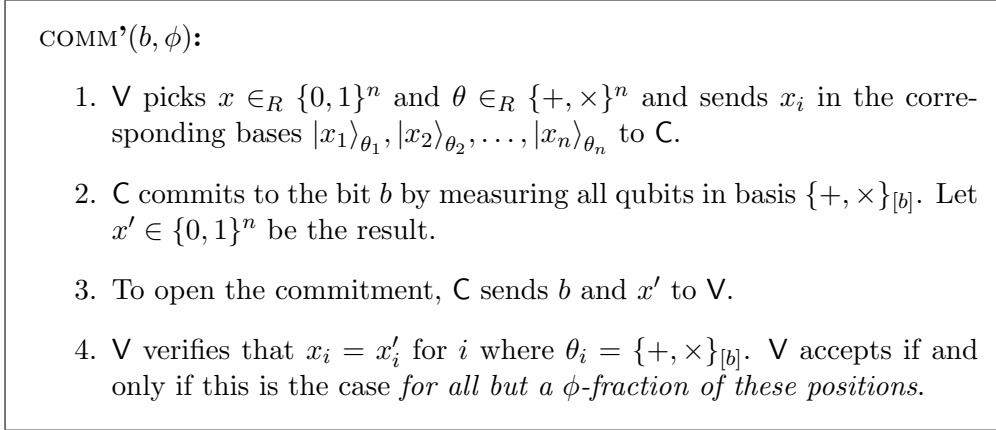 COMM'(b, ϕ):
1. V picks x ∈_R {0, 1}^n and θ ∈_R {+, ×}^n and sends x_i in the corre-
sponding bases |x_1⟩_{θ_1}, |x_2⟩_{θ_2}, . . . , |x_n⟩_{θ_n} to C.
2. C commits to the bit b by measuring all qubits in basis {+, ×}_{[b]}. Let
x′ ∈ {0, 1}^n be the result.
3. To open the commitment, C sends b and x′ to V.
4. V verifies that x_i = x′_i for i where θ_i = {+, ×}_{[b]}. V accepts if and
only if this is the case for all but a ϕ-fraction of these positions.